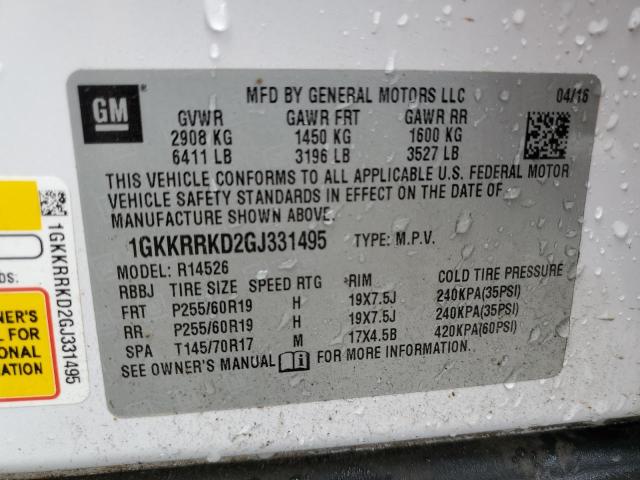 GM
MFD BY GENERAL MOTORS LLC 04/16
GVWR GAWR FRT GAWR RR
2908 KG 1450 KG 1600 KG
6411 LB 3196 LB 3527 LB
THIS VEHICLE CONFORMS TO ALL APPLICABLE U.S. FEDERAL MOTOR
VEHICLE SAFETY STANDARDS IN EFFECT ON THE DATE OF
MANUFACTURE SHOWN ABOVE.
1GKKRRKD2GJ331495 TYPE: M.P.V.
MODEL: R14526
RBBJ TIRE SIZE SPEED RTG RIM COLD TIRE PRESSURE
FRT P255/60R19 H 19X7.5J 240KPA(35PSI)
RR P255/60R19 H 19X7.5J 240KPA(35PSI)
SPA T145/70R17 M 17X4.5B 420KPA(60PSI)
SEE OWNER'S MANUAL FOR MORE INFORMATION.
1GKKRRKD2GJ331495
WNER'S
L FOR
ONAL
ATION